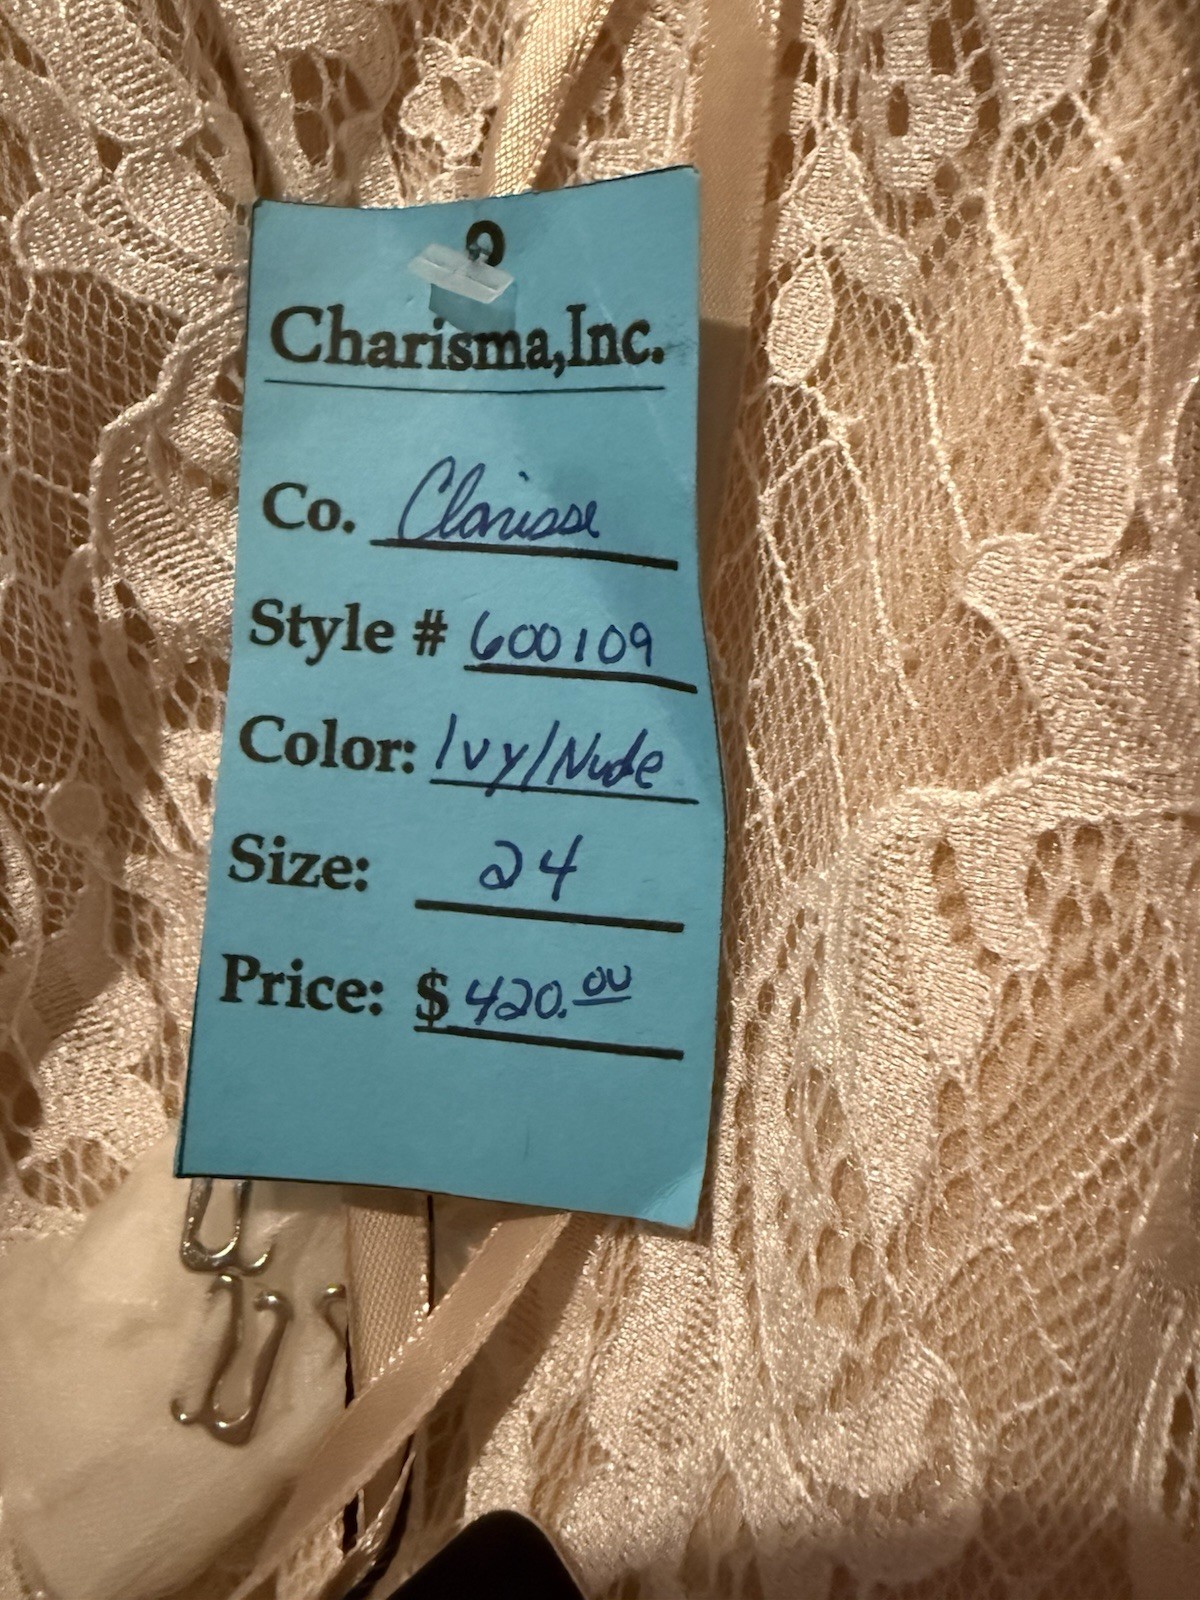 Charisma,Inc.
Co. Clarisse
Style # 600109
Color: Ivy/Nude
Size: 24
Price: $ 420.00